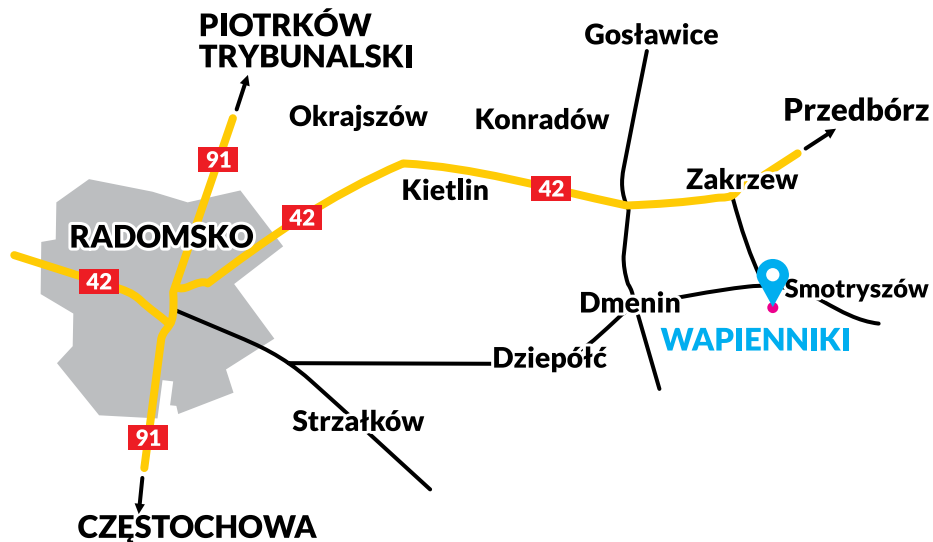 PIOTRKÓW
TRYBUNALSKI
Gosławice
Przedbórz
Okrajszów
Konradów
91
Kietlin
42
Zakrzew
42
RADOMSKO
42
Smotryszów
Dmenin
WAPIENNIKI
Dziepółć
Strzałków
91
CZĘSTOCHOWA